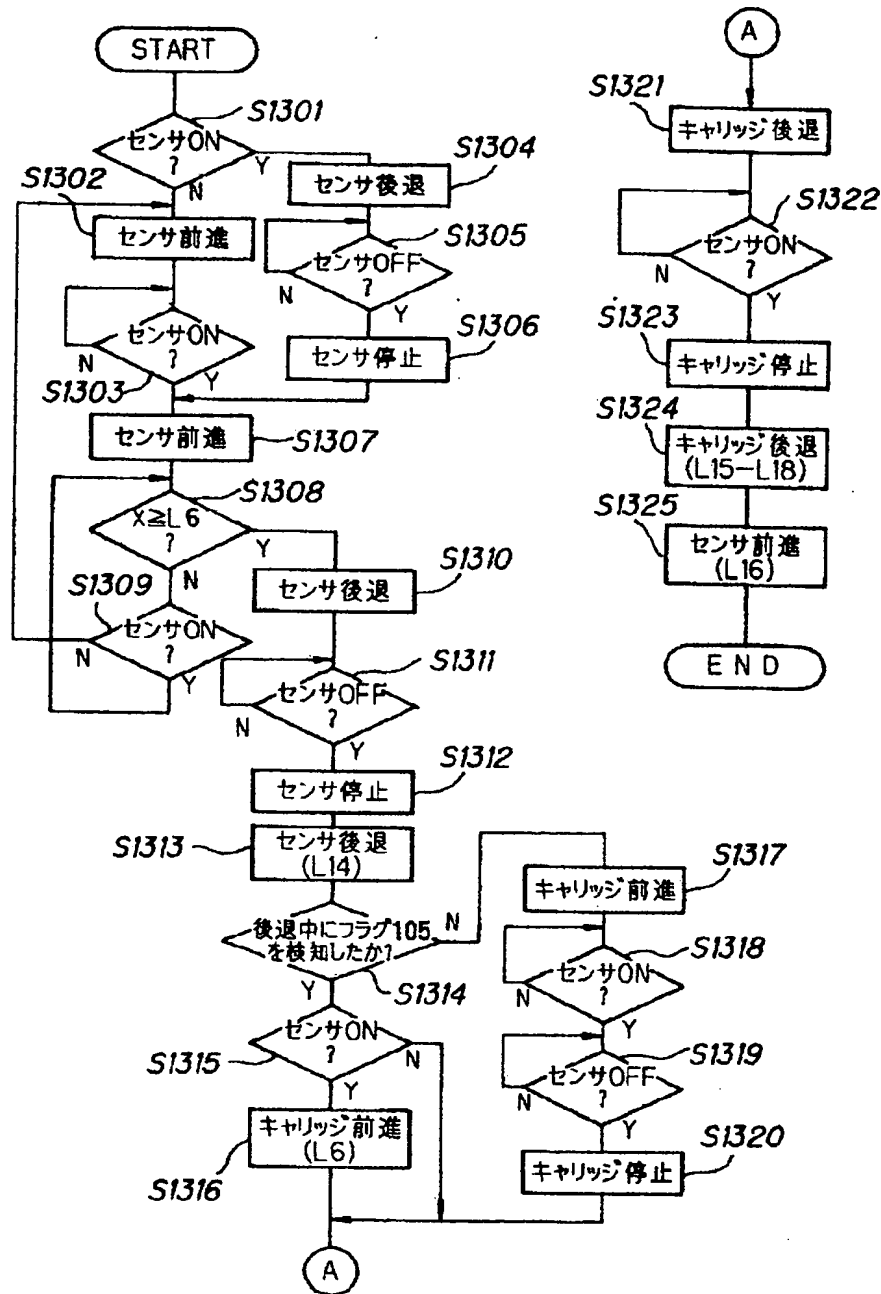 START
S1301
センサON
?
Y
N
S1302
センサ前進
センサON
?
N
Y
S1303
S1304
センサ後退
S1305
センサOFF
?
N
Y
S1306
センサ停止
センサ前進
S1307
S1308
X≧L6
?
Y
N
S1309
センサON
?
N
Y
S1310
センサ後退
S1311
センサOFF
?
N
Y
S1312
センサ停止
S1313
センサ後退
(L14)
後退中にフラグ105
を検知したか?
N
Y
S1314
センサON
?
N
Y
S1315
キャリッジ前進
(L6)
S1316
S1317
キャリッジ前進
S1318
センサON
?
N
Y
S1319
センサOFF
?
N
Y
S1320
キャリッジ停止
A
A
S1321
キャリッジ後退
S1322
センサON
?
N
Y
S1323
キャリッジ停止
S1324
キャリッジ後退
(L15-L18)
S1325
センサ前進
(L16)
END